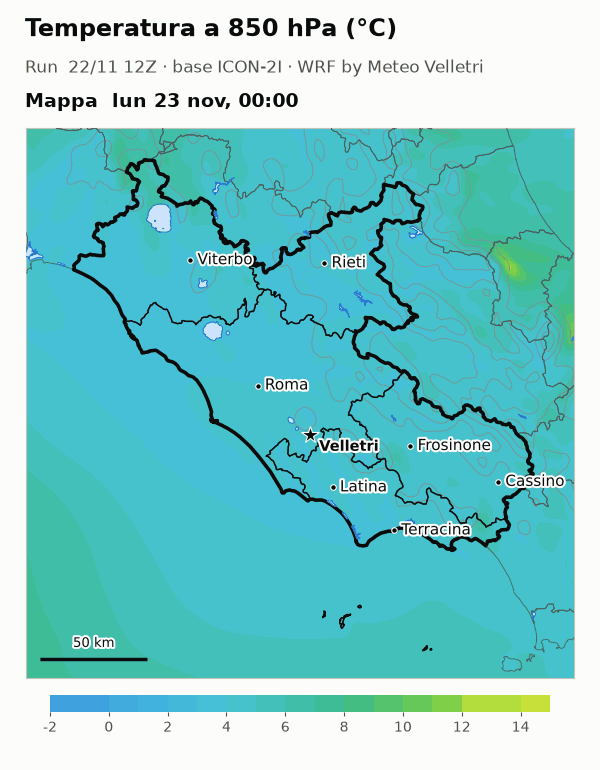 Temperatura a 850 hPa (°C)
Run  22/11 12Z · base ICON-2I · WRF by Meteo Velletri
Mappa  lun 23 nov, 00:00
Viterbo
Rieti
Roma
Velletri
Frosinone
Cassino
Latina
Terracina
50 km
-2 0 2 4 6 8 10 12 14